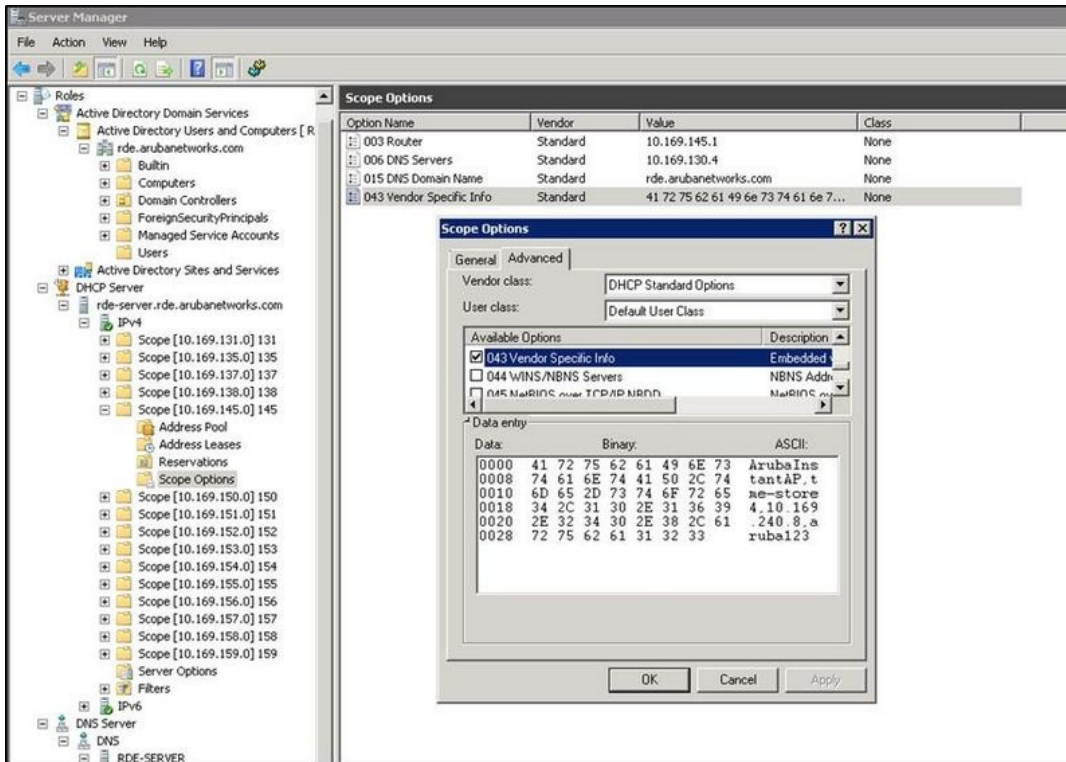 Server Manager
File Action View Help
Roles
Active Directory Domain Services
Active Directory Users and Computers [ R
rde.arubanetworks.com
Builtin
Computers
Domain Controllers
ForeignSecurityPrincipals
Managed Service Accounts
Users
Active Directory Sites and Services
DHCP Server
rde-server.rde.arubanetworks.com
IPv4
Scope [10.169.131.0] 131
Scope [10.169.135.0] 135
Scope [10.169.137.0] 137
Scope [10.169.138.0] 138
Scope [10.169.145.0] 145
Address Pool
Address Leases
Reservations
Scope Options
Scope [10.169.150.0] 150
Scope [10.169.151.0] 151
Scope [10.169.152.0] 152
Scope [10.169.153.0] 153
Scope [10.169.154.0] 154
Scope [10.169.155.0] 155
Scope [10.169.156.0] 156
Scope [10.169.157.0] 157
Scope [10.169.158.0] 158
Scope [10.169.159.0] 159
Server Options
Filters
IPv6
DNS Server
DNS
RDE-SERVER
Scope Options
Option Name Vendor Value Class
003 Router Standard 10.169.145.1 None
006 DNS Servers Standard 10.169.130.4 None
015 DNS Domain Name Standard rde.arubanetworks.com None
043 Vendor Specific Info Standard 41 72 75 62 61 49 6e 73 74 61 6e 7... None
Scope Options
General Advanced
Vendor class: DHCP Standard Options
User class: Default User Class
Available Options Description
043 Vendor Specific Info Embedded
044 WINS/NBNS Servers NBNS Addr
045 NetBIOS over TCP/IP NBDD NetBIOS
Data entry
Data: Binary: ASCII:
0000 41 72 75 62 61 49 6E 73 ArubaIns
0008 74 61 6E 74 41 50 2C 74 tantAP,t
0010 6D 65 2D 73 74 6F 72 65 me-store
0018 34 2C 31 30 2E 31 36 39 4,10.169
0020 2E 32 34 30 2E 38 2C 61 .240.8,a
0028 72 75 62 61 31 32 33 ruba123
OK Cancel Apply